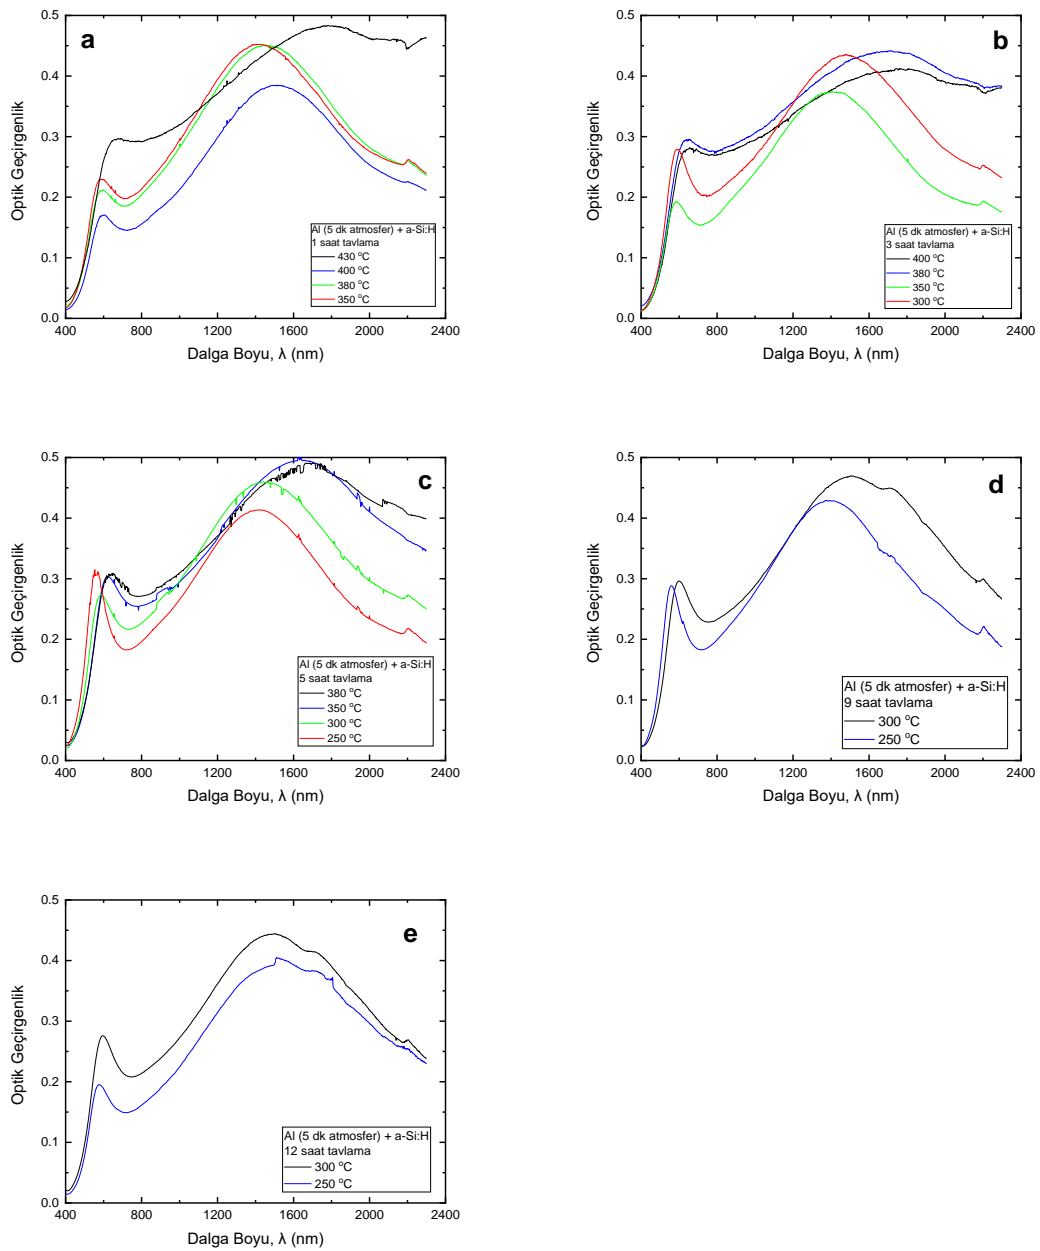 a
Optik Geçirgenlik
0.5
0.4
0.3
0.2
0.1
0.0
Al (5 dk atmosfer) + a-Si:H
1 saat tavlama
430 °C
400 °C
380 °C
350 °C
400 800 1200 1600 2000 2400
Dalga Boyu, λ (nm)
b
Optik Geçirgenlik
0.5
0.4
0.3
0.2
0.1
0.0
Al (5 dk atmosfer) + a-Si:H
3 saat tavlama
400 °C
380 °C
350 °C
300 °C
400 800 1200 1600 2000 2400
Dalga Boyu, λ (nm)
c
Optik Geçirgenlik
0.5
0.4
0.3
0.2
0.1
0.0
Al (5 dk atmosfer) + a-Si:H
5 saat tavlama
380 °C
350 °C
300 °C
250 °C
400 800 1200 1600 2000 2400
Dalga Boyu, λ (nm)
d
Optik Geçirgenlik
0.5
0.4
0.3
0.2
0.1
0.0
Al (5 dk atmosfer) + a-Si:H
9 saat tavlama
300 °C
250 °C
400 800 1200 1600 2000 2400
Dalga Boyu, λ (nm)
e
Optik Geçirgenlik
0.5
0.4
0.3
0.2
0.1
0.0
Al (5 dk atmosfer) + a-Si:H
12 saat tavlama
300 °C
250 °C
400 800 1200 1600 2000 2400
Dalga Boyu, λ (nm)